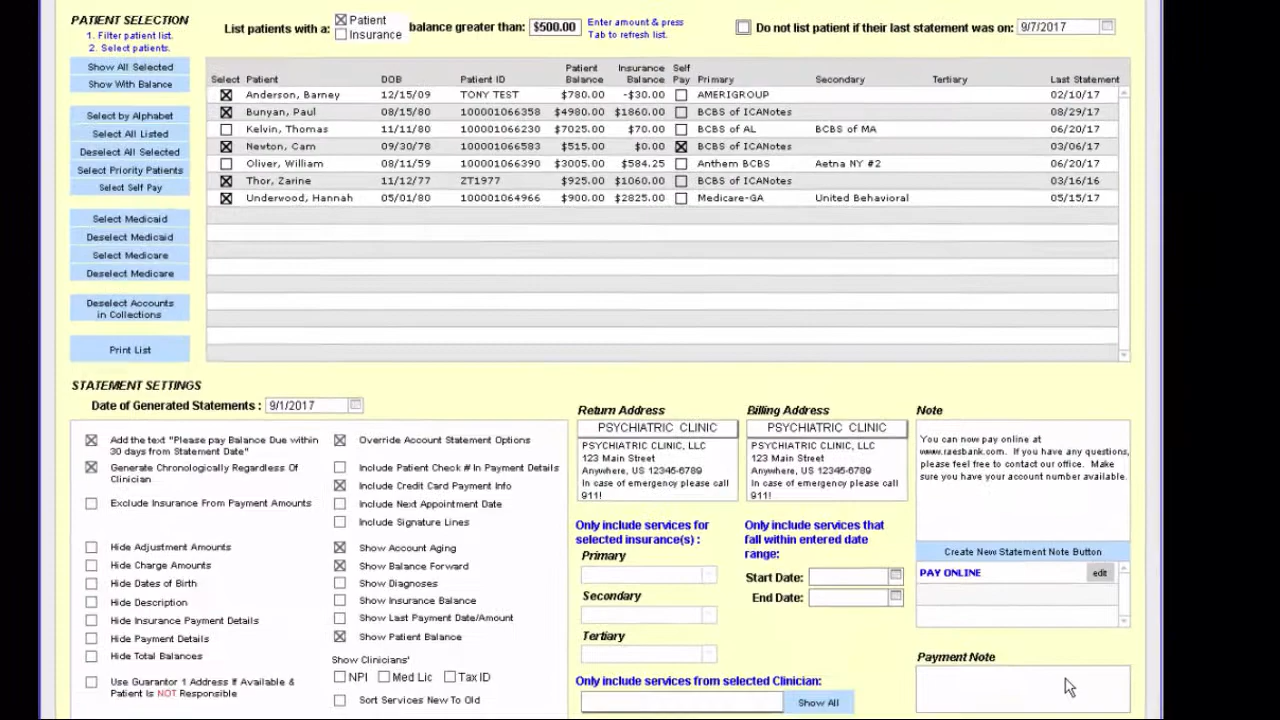 PATIENT SELECTION
1. Filter patient list.
2. Select patients.
List patients with a: Patient balance greater than: $500.00 Enter amount & press Tab to refresh list.
Insurance
Do not list patient if their last statement was on: 9/7/2017
Show All Selected
Show With Balance
Select by Alphabet
Select All Listed
Deselect All Selected
Select Priority Patients
Select Self Pay
Select Medicaid
Deselect Medicaid
Select Medicare
Deselect Medicare
Deselect Accounts
in Collections
Print List
Select Patient DOB Patient ID Patient Balance Insurance Balance Self Pay Primary Secondary Tertiary Last Statement
Anderson, Barney 12/15/09 TONY TEST $780.00 -$30.00 AMERIGROUP 02/10/17
Bunyan, Paul 08/15/80 100001066358 $4980.00 $1860.00 BCBS of ICANotes 08/29/17
Kelvin, Thomas 11/11/80 100001066230 $7025.00 $70.00 BCBS of AL BCBS of MA 06/20/17
Newton, Cam 09/30/78 100001066583 $515.00 $0.00 BCBS of ICANotes 03/06/17
Oliver, William 08/11/59 100001066390 $3005.00 $584.25 Anthem BCBS Aetna NY #2 06/20/17
Thor, Zarine 11/12/77 ZT1977 $925.00 $1060.00 BCBS of ICANotes 03/16/16
Underwood, Hannah 05/01/80 100001064966 $900.00 $2825.00 Medicare-GA United Behavioral 05/15/17
STATEMENT SETTINGS
Date of Generated Statements : 9/1/2017
Add the text "Please pay Balance Due within
30 days from Statement Date"
Generate Chronologically Regardless Of
Clinician
Exclude Insurance From Payment Amounts
Hide Adjustment Amounts
Hide Charge Amounts
Hide Dates of Birth
Hide Description
Hide Insurance Payment Details
Hide Payment Details
Hide Total Balances
Use Guarantor 1 Address If Available &
Patient Is NOT Responsible
Override Account Statement Options
Include Patient Check # In Payment Details
Include Credit Card Payment Info
Include Next Appointment Date
Include Signature Lines
Show Account Aging
Show Balance Forward
Show Diagnoses
Show Insurance Balance
Show Last Payment Date/Amount
Show Patient Balance
Show Clinicians'
NPI Med Lic Tax ID
Sort Services New To Old
Return Address
PSYCHIATRIC CLINIC
PSYCHIATRIC CLINIC, LLC
123 Main Street
Anywhere, US 12345-6789
In case of emergency please call
911!
Billing Address
PSYCHIATRIC CLINIC
PSYCHIATRIC CLINIC, LLC
123 Main Street
Anywhere, US 12345-6789
In case of emergency please call
911!
Only include services for
selected insurance(s) :
Primary
Secondary
Tertiary
Only include services that
fall within entered date
range:
Start Date:
End Date:
Only include services from selected Clinician:
Show All
Note
You can now pay online at
www.raesbank.com. If you have any questions,
please feel free to contact our office. Make
sure you have your account number available.
Create New Statement Note Button
PAY ONLINE edit
Payment Note